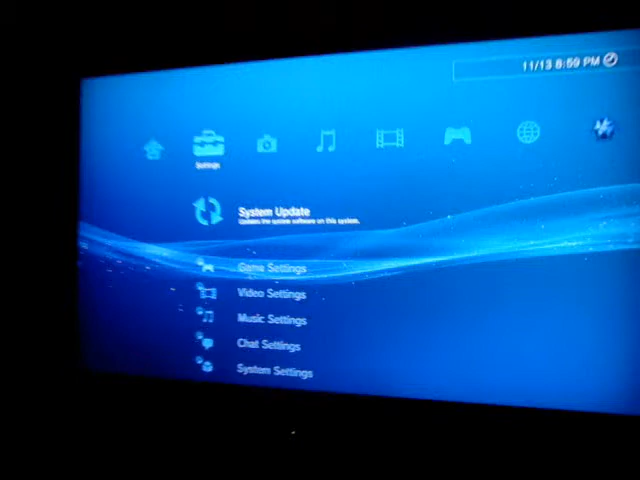 11/13 8:59 PM
Settings
System Update
Updates the system software on this system.
Game Settings
Video Settings
Music Settings
Chat Settings
System Settings